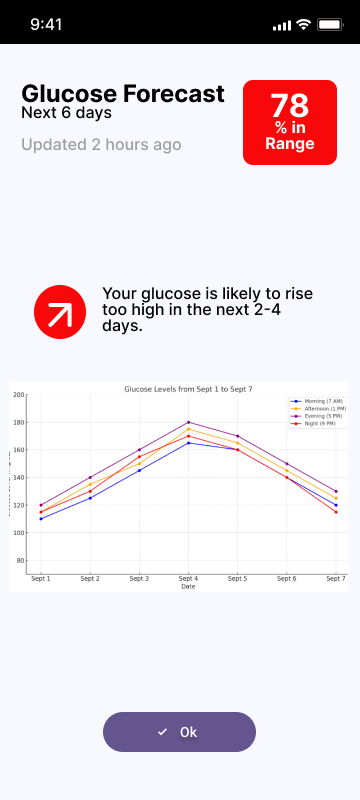 9:41
Glucose Forecast
Next 6 days
Updated 2 hours ago
78
% in
Range
Your glucose is likely to rise
too high in the next 2-4
days.
Glucose Levels from Sept 1 to Sept 7
Morning (7 AM)
Afternoon (1 PM)
Evening (5 PM)
Night (9 PM)
200
180
160
140
120
100
80
Sept 1 Sept 2 Sept 3 Sept 4 Sept 5 Sept 6 Sept 7
Date
Ok